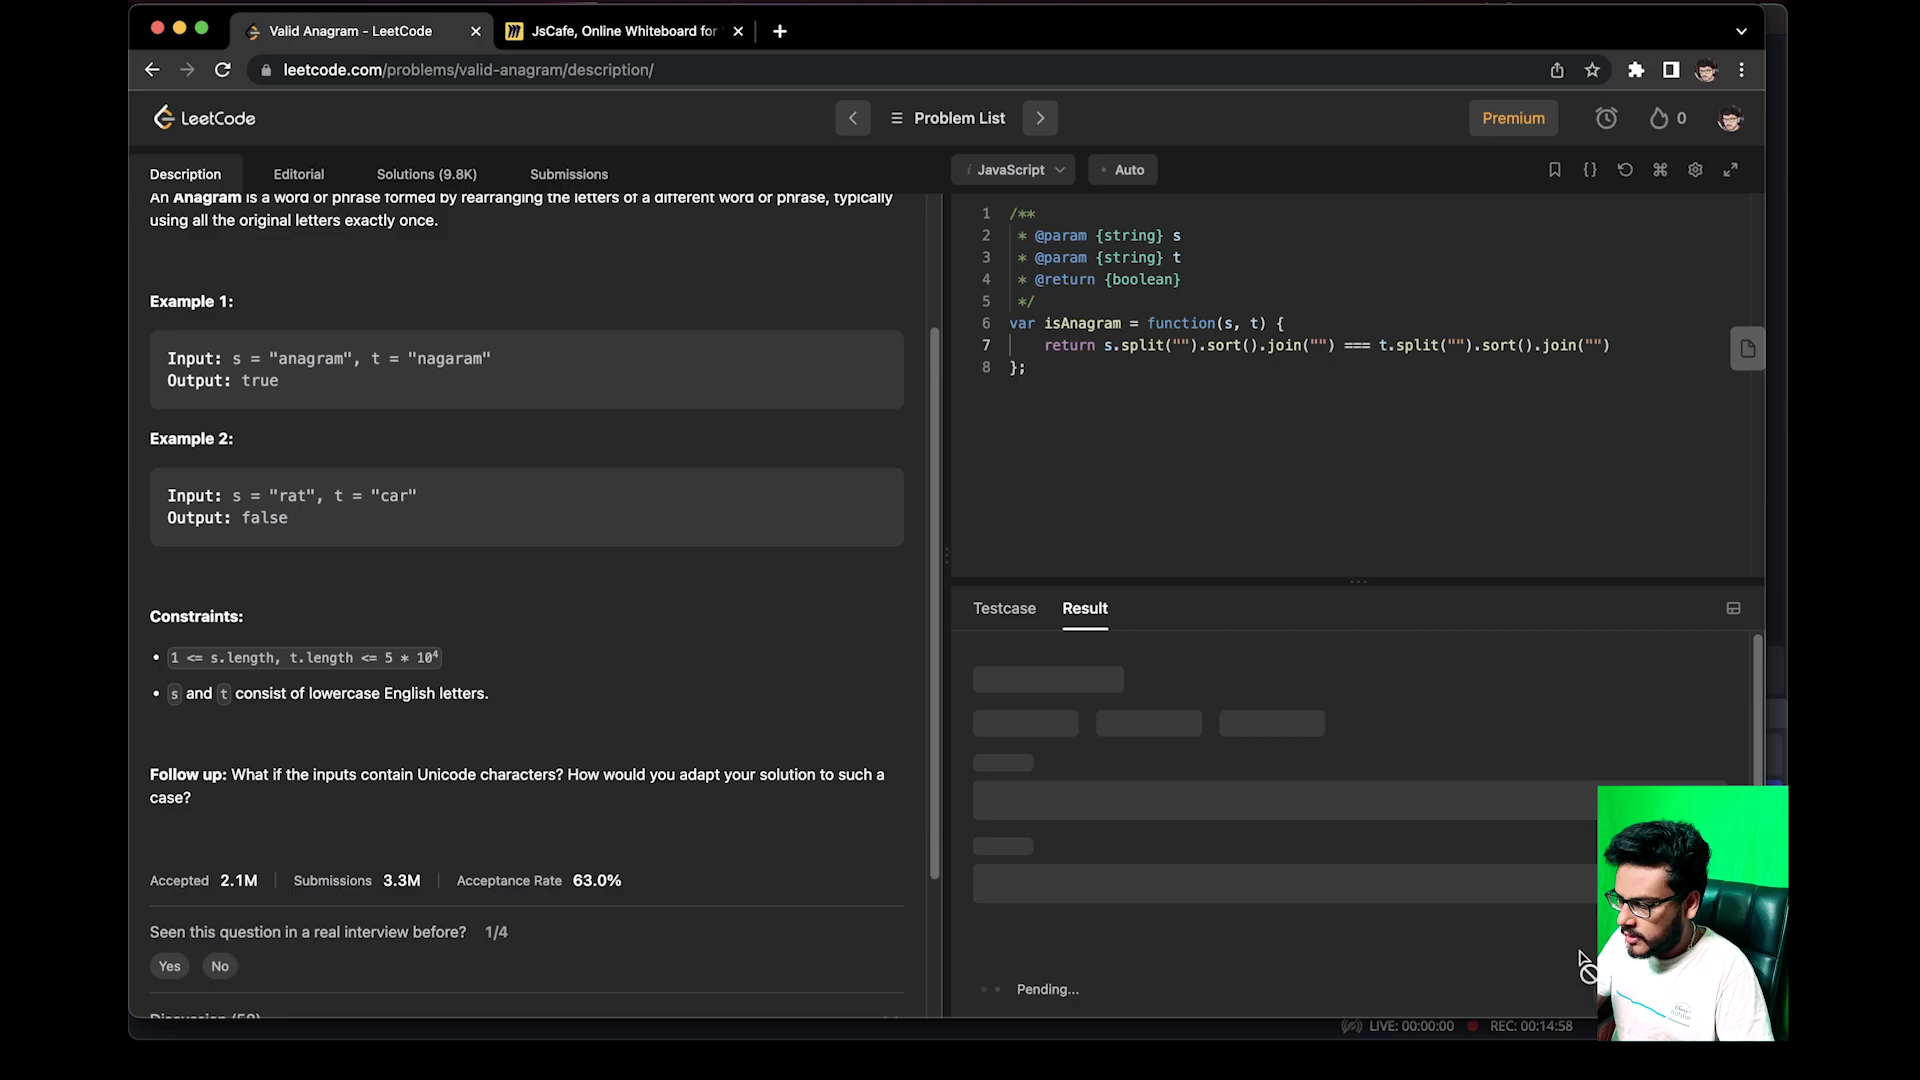 Valid Anagram - LeetCode
JsCafe, Online Whiteboard for
leetcode.com/problems/valid-anagram/description/
LeetCode
Problem List
Premium
0
Description
Editorial
Solutions (9.8K)
Submissions
An Anagram is a word or phrase formed by rearranging the letters of a different word or phrase, typically
using all the original letters exactly once.
Example 1:
Input: s = "anagram", t = "nagaram"
Output: true
Example 2:
Input: s = "rat", t = "car"
Output: false
Constraints:
1 <= s.length, t.length <= 5 * 10⁴
s and t consist of lowercase English letters.
Follow up: What if the inputs contain Unicode characters? How would you adapt your solution to such a
case?
Accepted 2.1M
Submissions 3.3M
Acceptance Rate 63.0%
Seen this question in a real interview before? 1/4
Yes
No
i JavaScript
Auto
1 /**
2 * @param {string} s
3 * @param {string} t
4 * @return {boolean}
5 */
6 var isAnagram = function(s, t) {
7 return s.split("").sort().join("") === t.split("").sort().join("")
8 };
Testcase
Result
Pending...
LIVE: 00:00:00
REC: 00:14:58